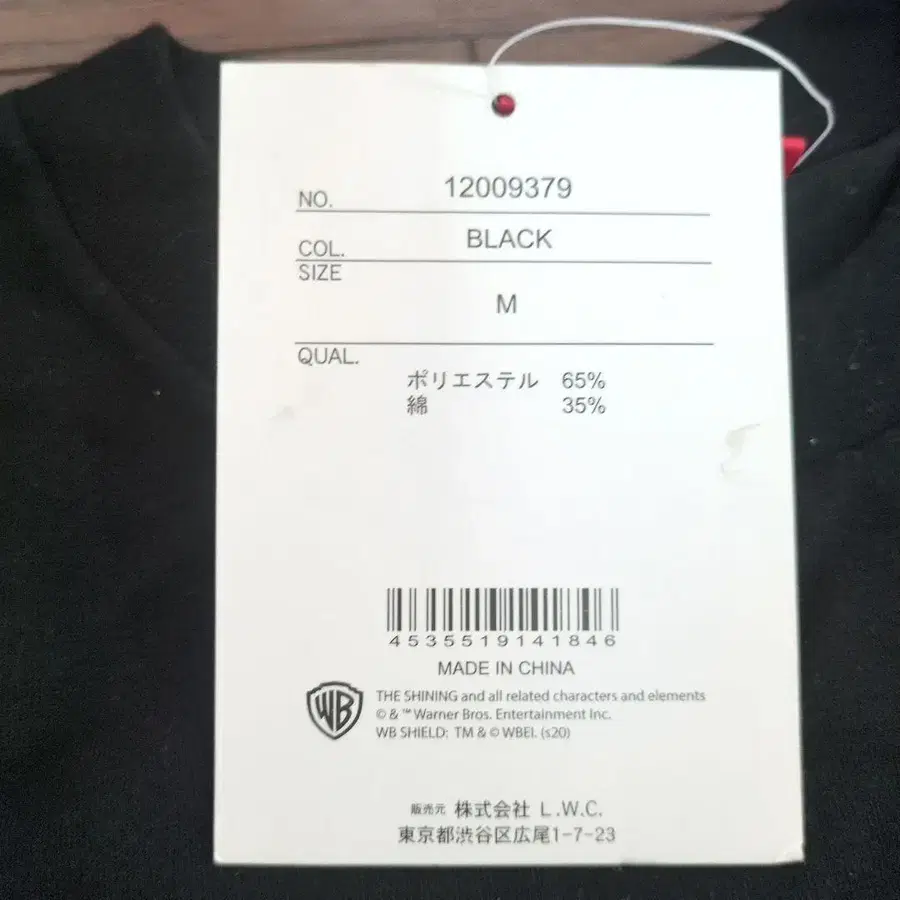 NO. 12009379
COL. BLACK
SIZE
M
QUAL.
ポリエステル 65%
綿 35%
4535519141846
MADE IN CHINA
WB
THE SHINING and all related characters and elements
© & ™ Warner Bros. Entertainment Inc.
WB SHIELD: TM & © WBEI. (s20)
販売元 株式会社 L.W.C.
東京都渋谷区広尾1-7-23